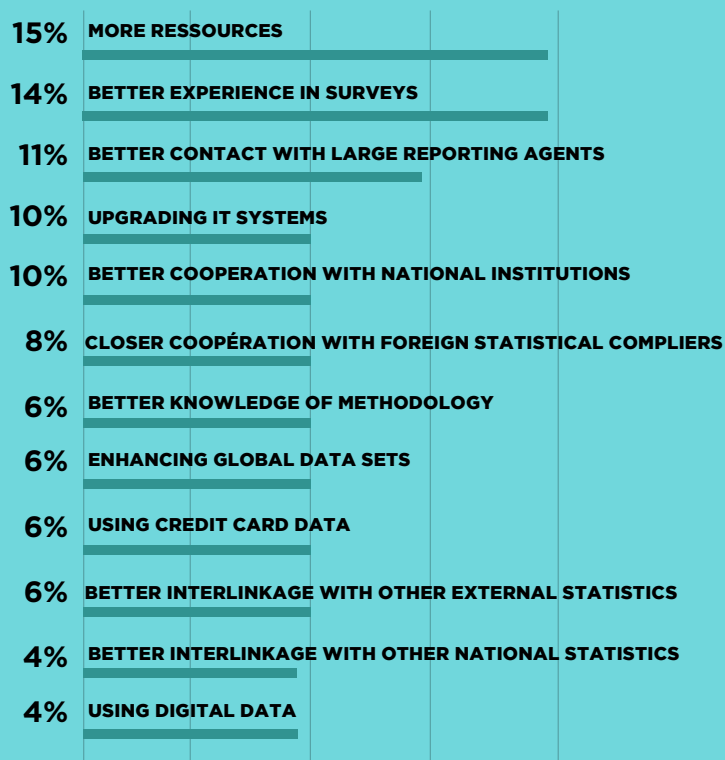 15% MORE RESSOURCES
14% BETTER EXPERIENCE IN SURVEYS
11% BETTER CONTACT WITH LARGE REPORTING AGENTS
10% UPGRADING IT SYSTEMS
10% BETTER COOPERATION WITH NATIONAL INSTITUTIONS
8% CLOSER COOPÉRATION WITH FOREIGN STATISTICAL COMPLIERS
6% BETTER KNOWLEDGE OF METHODOLOGY
6% ENHANCING GLOBAL DATA SETS
6% USING CREDIT CARD DATA
6% BETTER INTERLINKAGE WITH OTHER EXTERNAL STATISTICS
4% BETTER INTERLINKAGE WITH OTHER NATIONAL STATISTICS
4% USING DIGITAL DATA